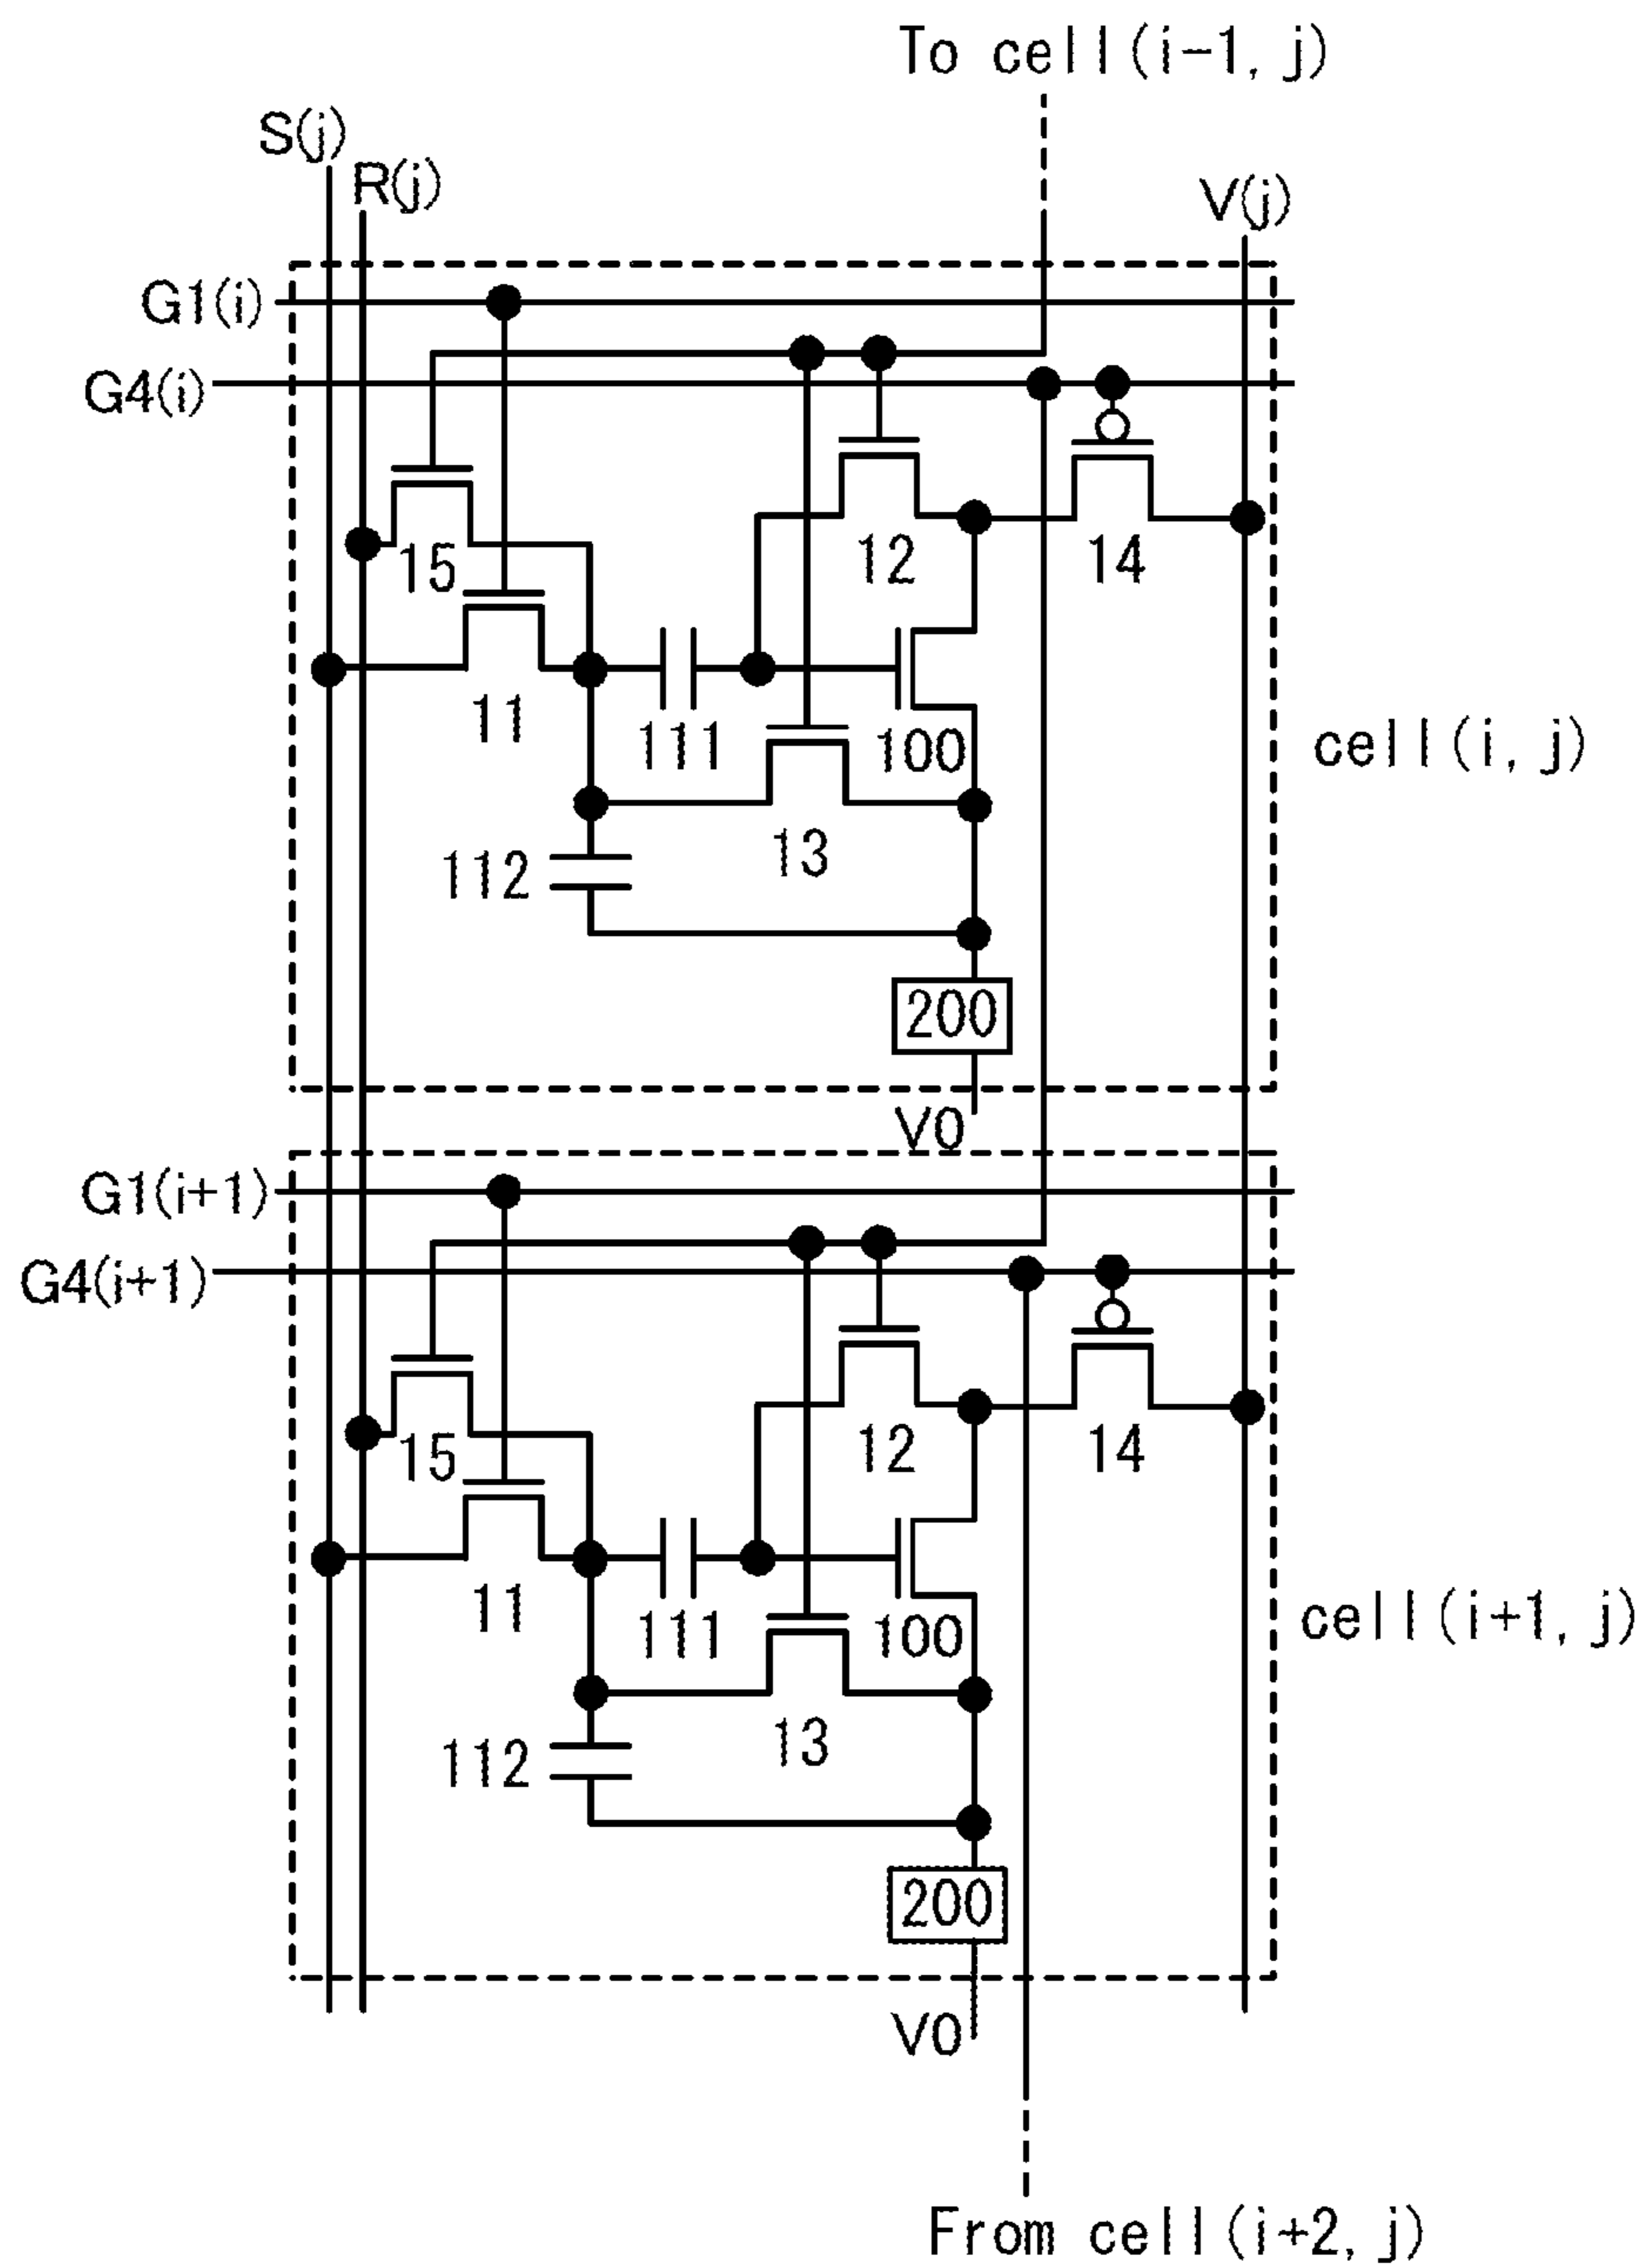 To cell(i-1, j)
S(j)
R(j)
V(j)
G1(i)
G4(i)
15
12
14
11
111
100
cell(i, j)
112
13
200
V0
G1(i+1)
G4(i+1)
15
12
14
11
111
100
cell(i+1, j)
112
13
200
V0
From cell(i+2, j)